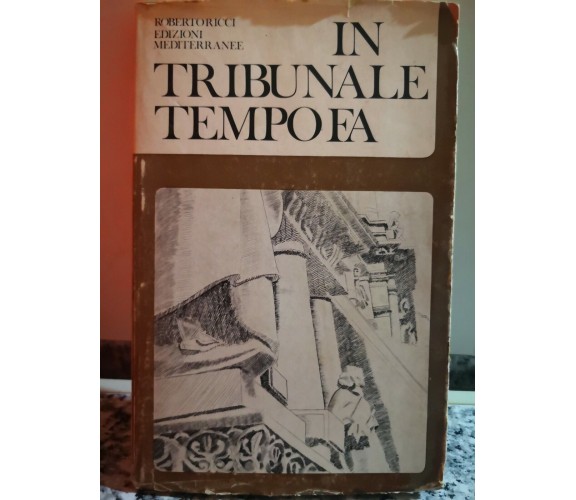 ROBERTO RICCI
EDIZIONI
MEDITERRANEE
IN
TRIBUNALE
TEMPO FA